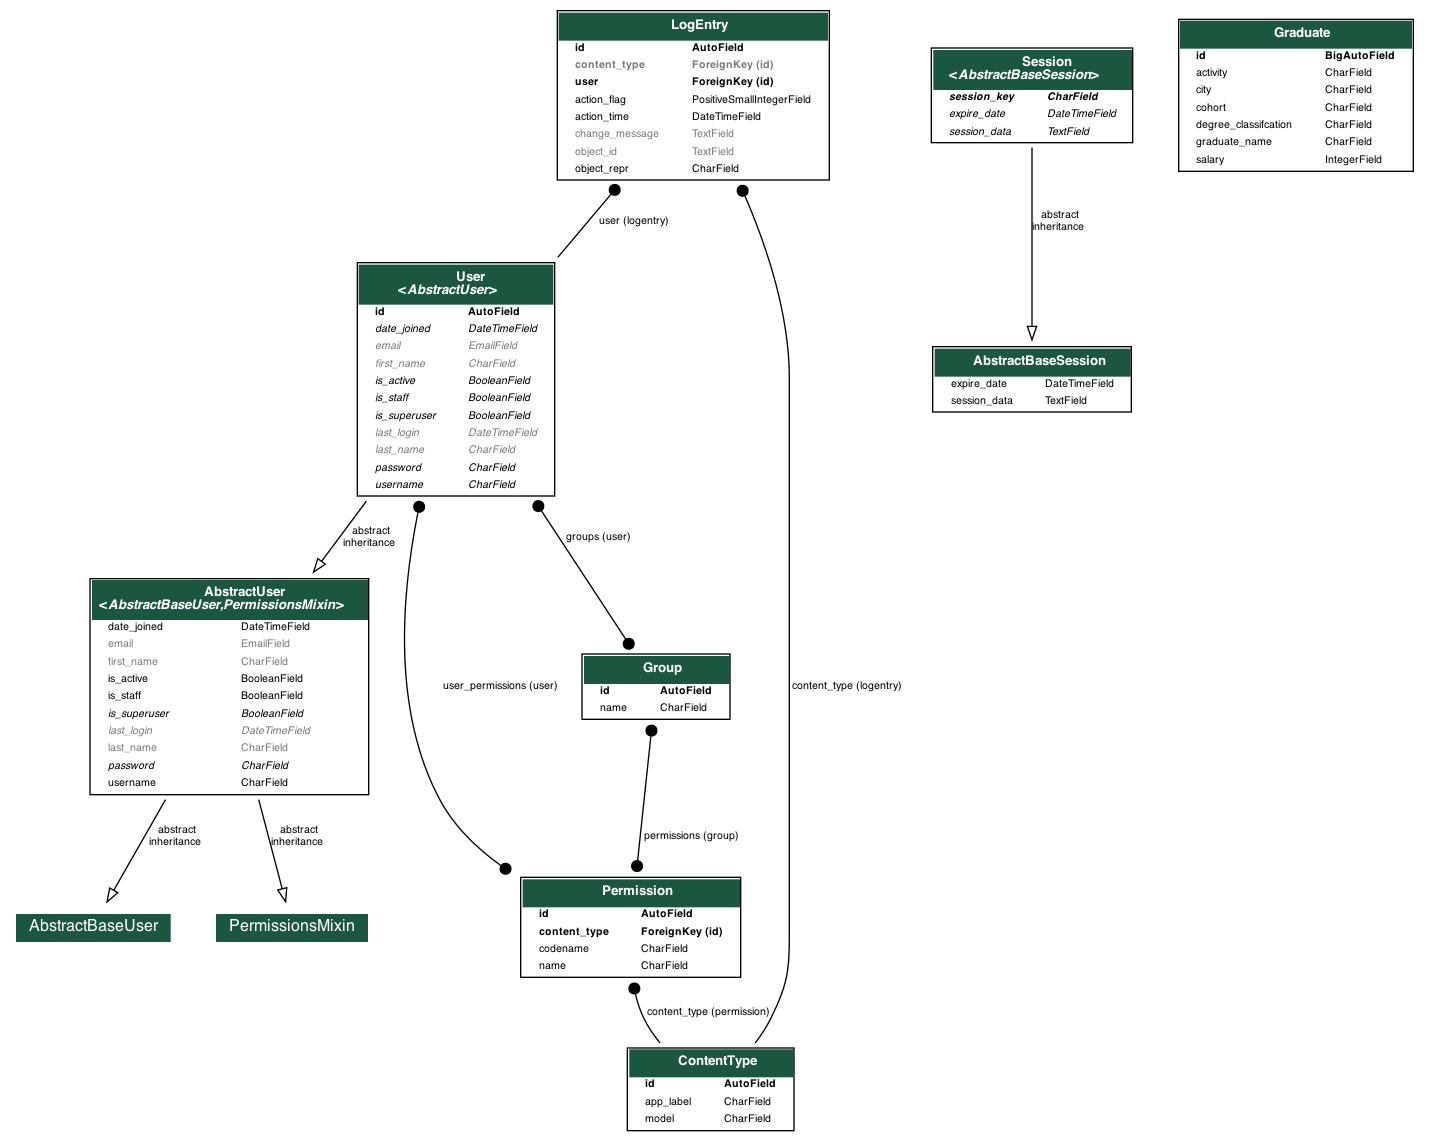 LogEntry
id AutoField
content_type ForeignKey (id)
user ForeignKey (id)
action_flag PositiveSmallIntegerField
action_time DateTimeField
change_message TextField
object_id TextField
object_repr CharField
Session
<AbstractBaseSession>
session_key CharField
expire_date DateTimeField
session_data TextField
Graduate
id BigAutoField
activity CharField
city CharField
cohort CharField
degree_classifcation CharField
graduate_name CharField
salary IntegerField
user (logentry)
abstract
inheritance
User
<AbstractUser>
id AutoField
date_joined DateTimeField
email EmailField
first_name CharField
is_active BooleanField
is_staff BooleanField
is_superuser BooleanField
last_login DateTimeField
last_name CharField
password CharField
username CharField
AbstractBaseSession
expire_date DateTimeField
session_data TextField
abstract
inheritance
groups (user)
AbstractUser
<AbstractBaseUser,PermissionsMixin>
date_joined DateTimeField
email EmailField
first_name CharField
is_active BooleanField
is_staff BooleanField
is_superuser BooleanField
last_login DateTimeField
last_name CharField
password CharField
username CharField
user_permissions (user)
Group
id AutoField
name CharField
content_type (logentry)
abstract
inheritance
abstract
inheritance
permissions (group)
AbstractBaseUser
PermissionsMixin
Permission
id AutoField
content_type ForeignKey (id)
codename CharField
name CharField
content_type (permission)
ContentType
id AutoField
app_label CharField
model CharField